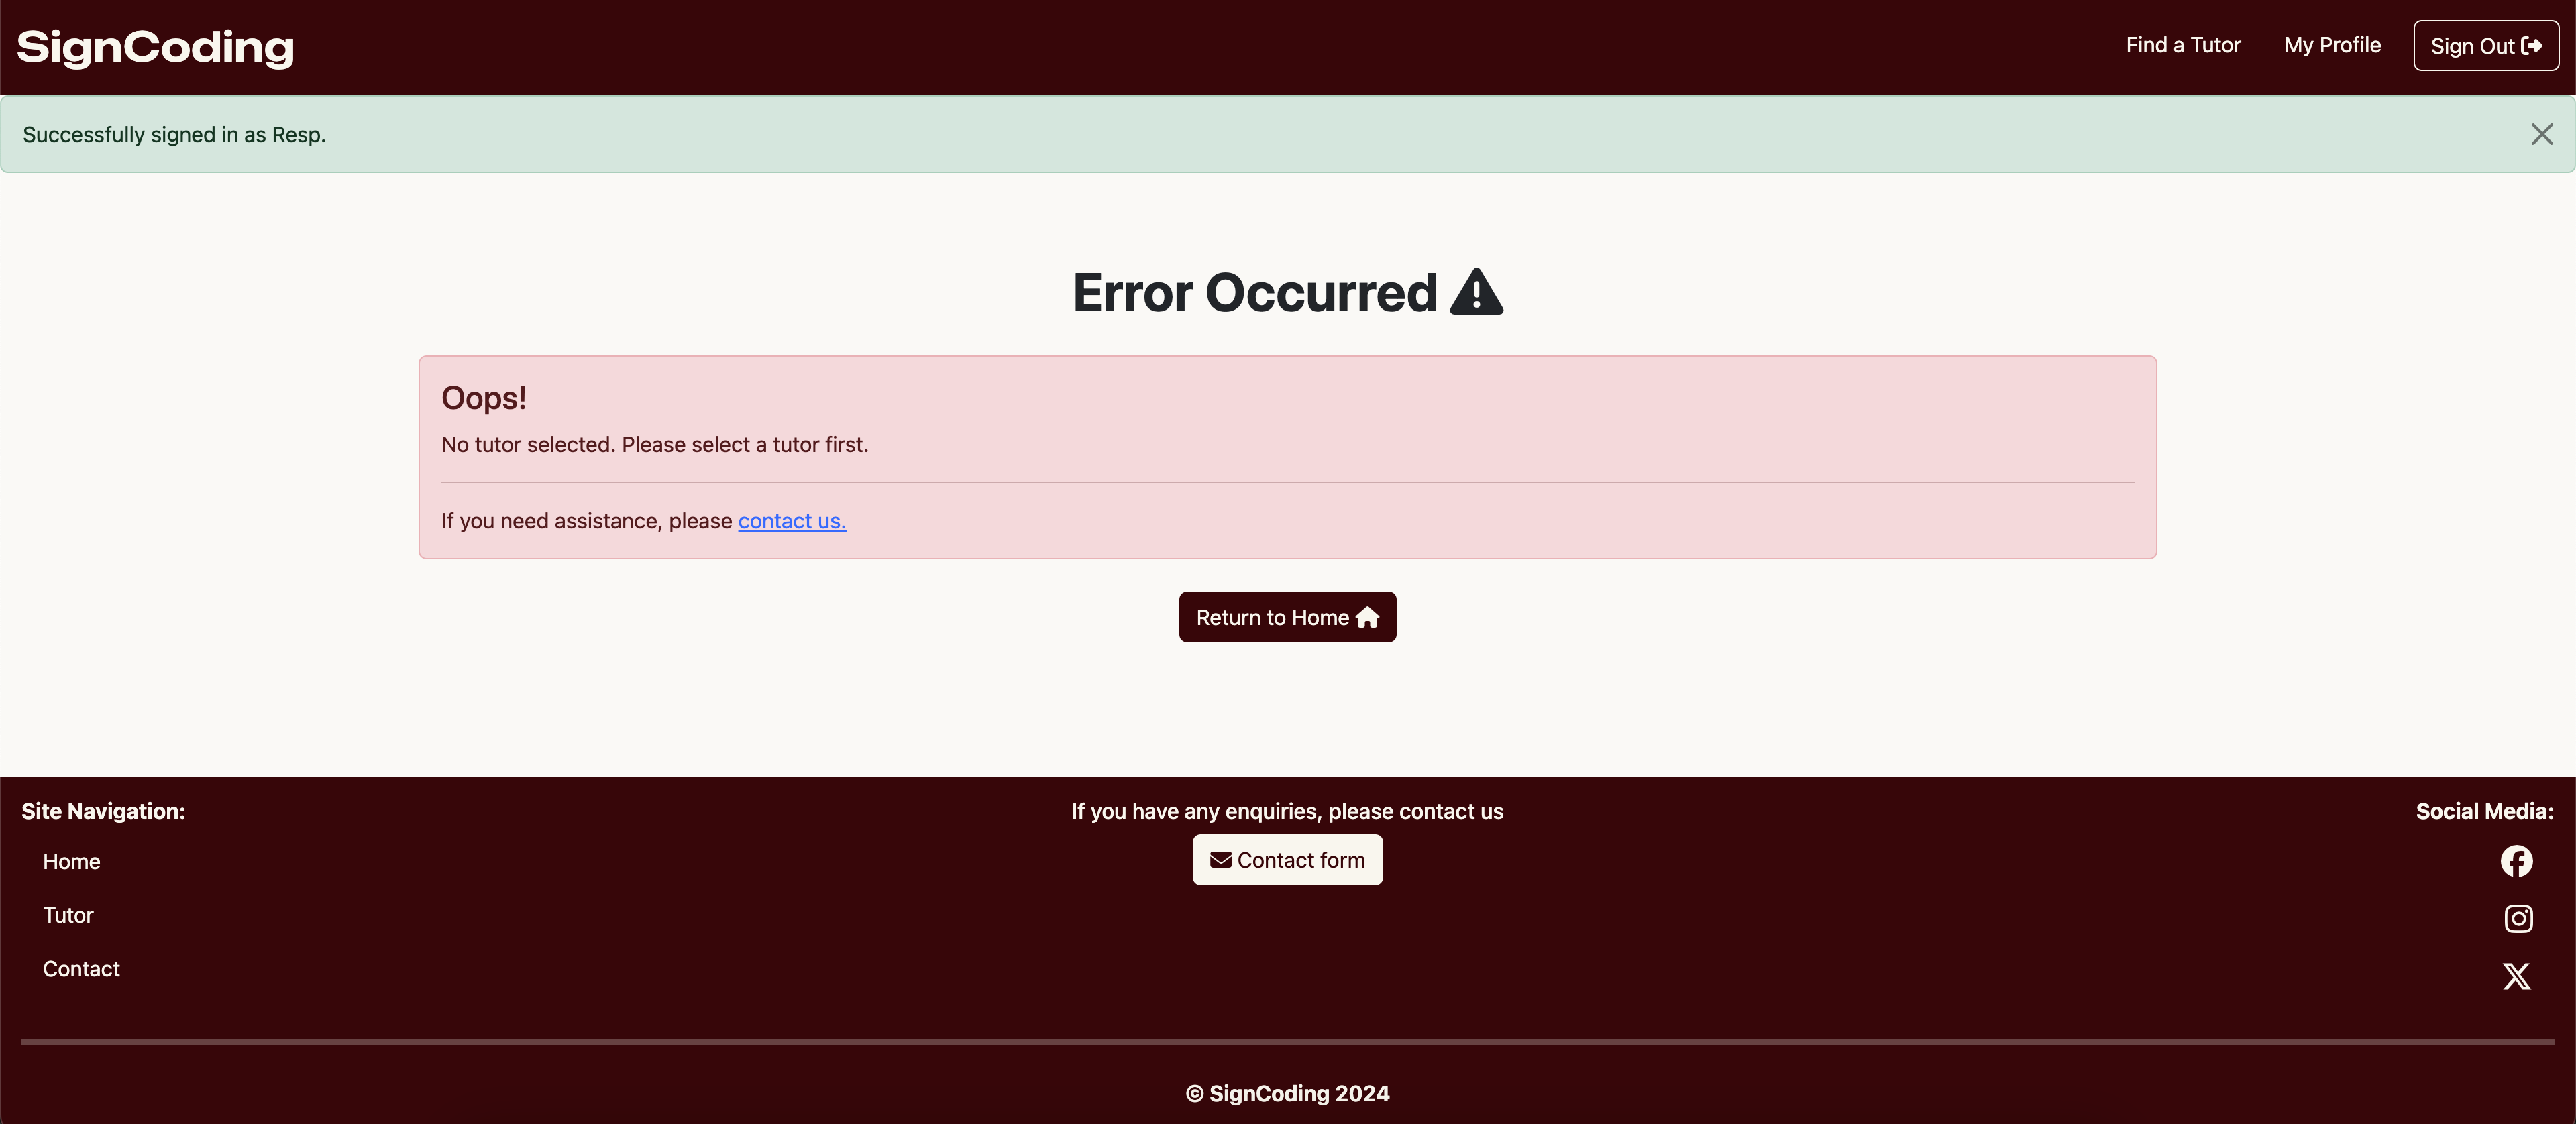 SignCoding
Find a Tutor
My Profile
Sign Out
Successfully signed in as Resp.
Error Occurred
Oops!
No tutor selected. Please select a tutor first.
If you need assistance, please contact us.
Return to Home
Site Navigation:
Home
Tutor
Contact
If you have any enquiries, please contact us
Contact form
Social Media:
© SignCoding 2024